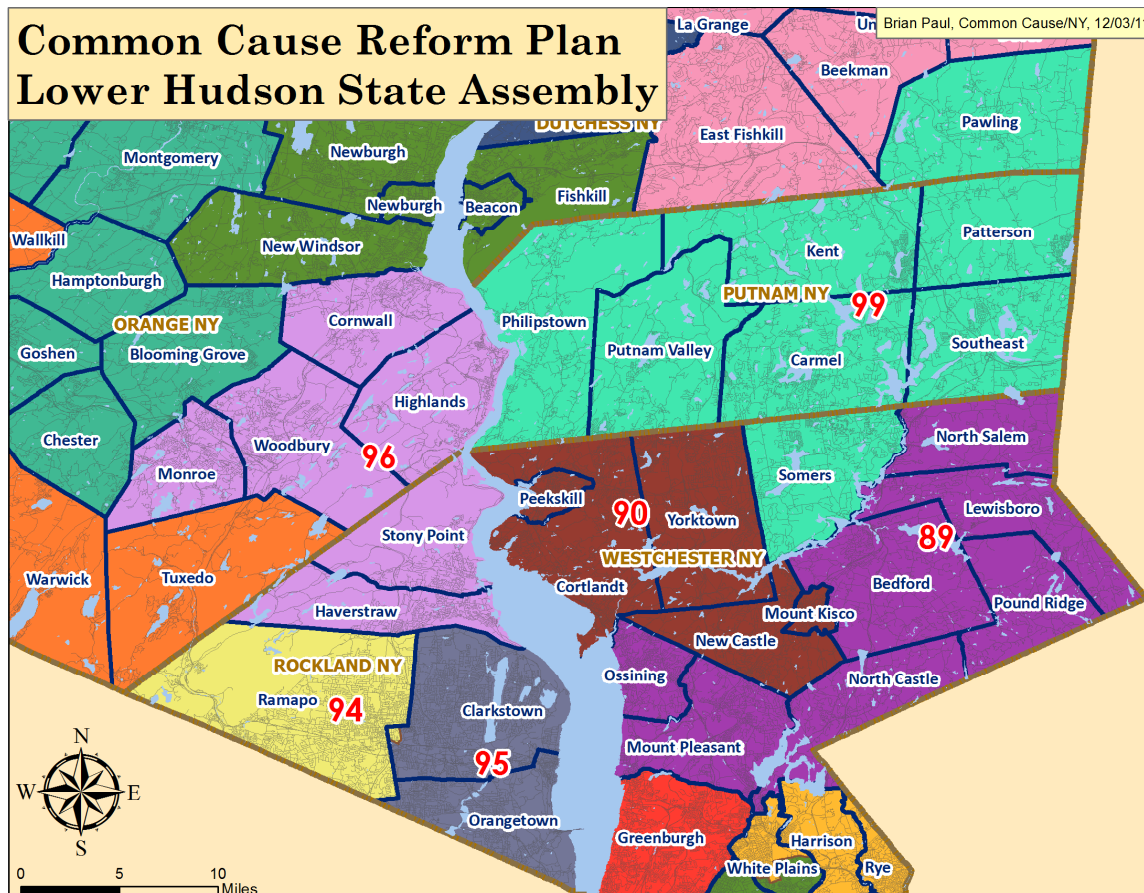 Common Cause Reform Plan
Lower Hudson State Assembly
Brian Paul, Common Cause/NY, 12/03/1
La Grange
Un
Beekman
DUTCHESS NY
East Fishkill
Pawling
Montgomery
Newburgh
Fishkill
Newburgh
Beacon
Wallkill
New Windsor
Kent
Patterson
Hamptonburgh
PUTNAM NY
99
ORANGE NY
Cornwall
Philipstown
Goshen
Blooming Grove
Putnam Valley
Carmel
Southeast
Highlands
Chester
Woodbury
96
Monroe
North Salem
Somers
Peekskill
90
Yorktown
Lewisboro
Stony Point
89
WESTCHESTER NY
Warwick
Tuxedo
Cortlandt
Bedford
Pound Ridge
Haverstraw
Mount Kisco
New Castle
ROCKLAND NY
Ossining
North Castle
Ramapo
94
Clarkstown
Mount Pleasant
95
N
W
E
S
Orangetown
Greenburgh
Harrison
White Plains
Rye
0 5 10
Miles